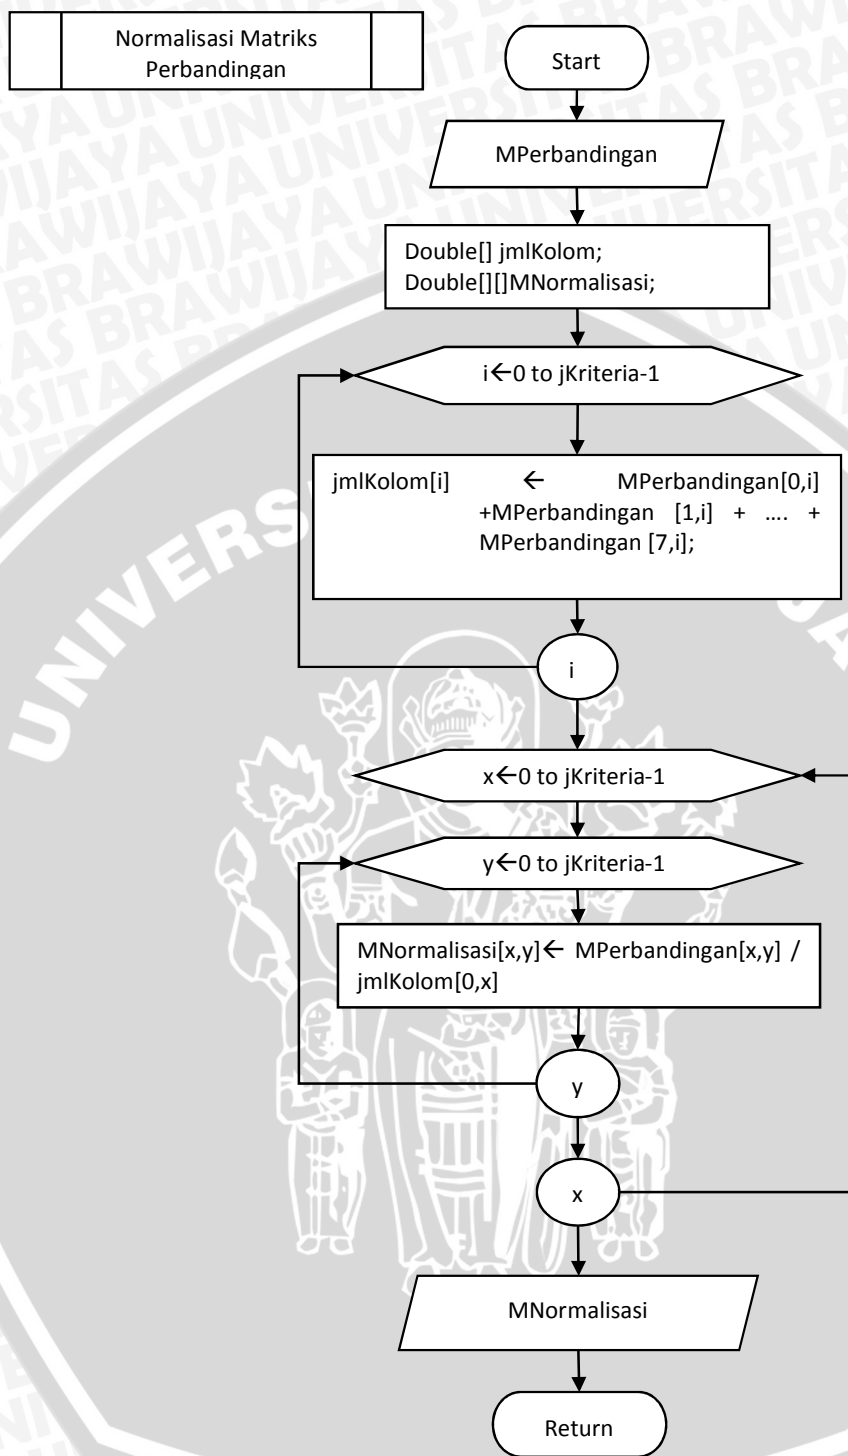 Normalisasi Matriks
Perbandingan
Start
MPerbandingan
Double[] jmlKolom;
Double[][]MNormalisasi;
i←0 to jKriteria-1
jmlKolom[i] ← MPerbandingan[0,i]
+MPerbandingan [1,i] + .... +
MPerbandingan [7,i];
i
x←0 to jKriteria-1
y←0 to jKriteria-1
MNormalisasi[x,y]← MPerbandingan[x,y] /
jmlKolom[0,x]
y
x
MNormalisasi
Return